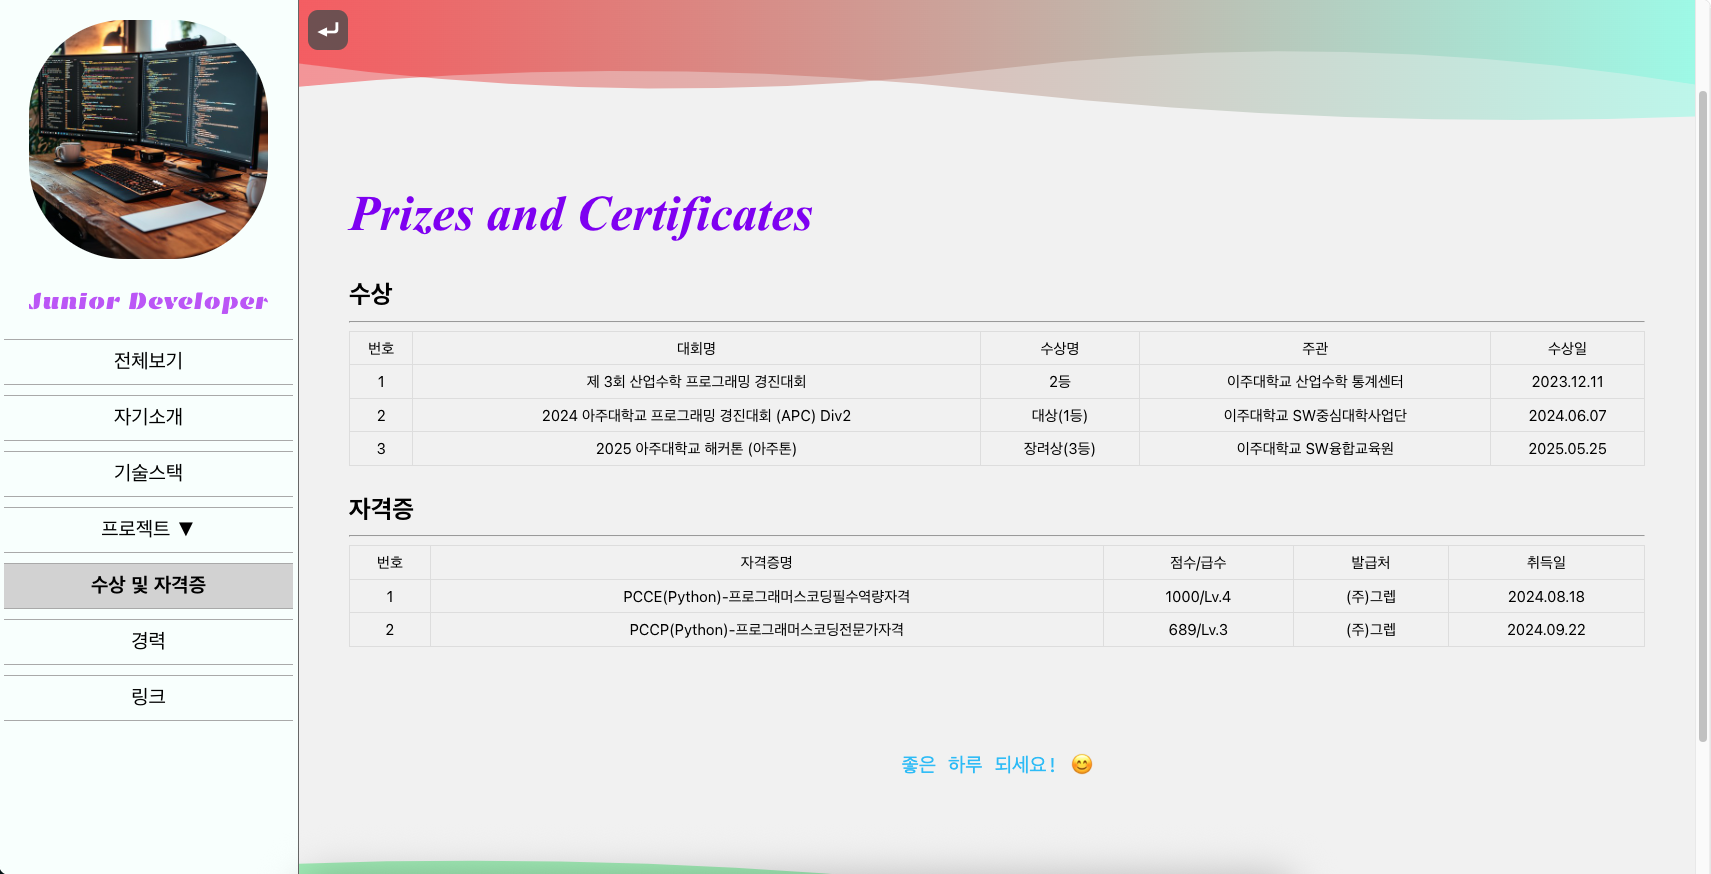 Junior Developer
전체보기
자기소개
기술스택
프로젝트 ▼
수상 및 자격증
경력
링크
Prizes and Certificates
수상
번호 대회명 수상명 주관 수상일
1 제 3회 산업수학 프로그래밍 경진대회 2등 이주대학교 산업수학 통계센터 2023.12.11
2 2024 아주대학교 프로그래밍 경진대회 (APC) Div2 대상(1등) 이주대학교 SW중심대학사업단 2024.06.07
3 2025 아주대학교 해커톤 (아주톤) 장려상(3등) 이주대학교 SW융합교육원 2025.05.25
자격증
번호 자격증명 점수/급수 발급처 취득일
1 PCCE(Python)-프로그래머스코딩필수역량자격 1000/Lv.4 (주)그렙 2024.08.18
2 PCCP(Python)-프로그래머스코딩전문가자격 689/Lv.3 (주)그렙 2024.09.22
좋은 하루 되세요! 😊